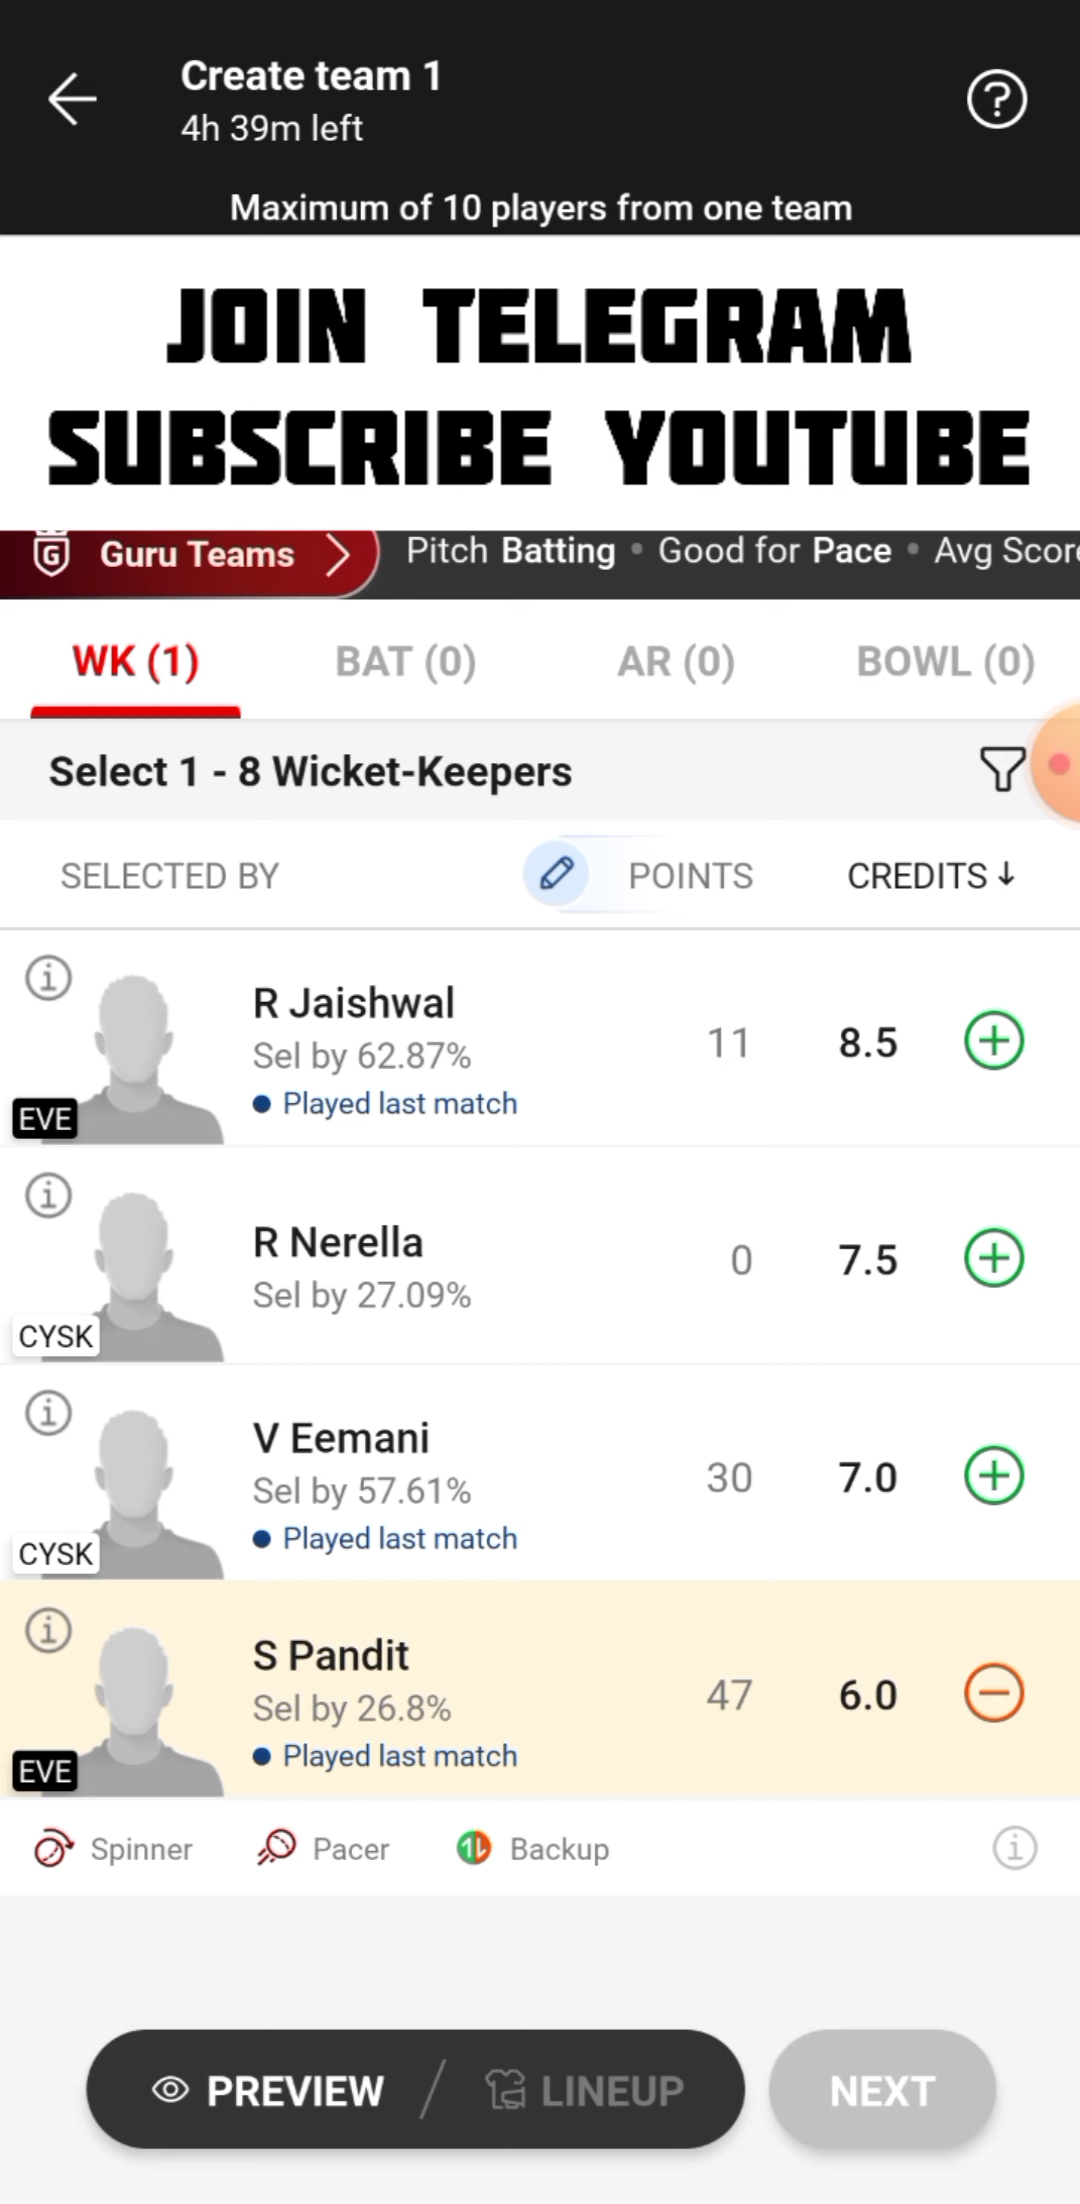 Create team 1
4h 39m left
Maximum of 10 players from one team
JOIN TELEGRAM
SUBSCRIBE YOUTUBE
G Guru Teams Pitch Batting • Good for Pace • Avg Score
WK (1) BAT (0) AR (0) BOWL (0)
Select 1 - 8 Wicket-Keepers
SELECTED BY POINTS CREDITS ↓
R Jaishwal
Sel by 62.87% 11 8.5
• Played last match
EVE
R Nerella
Sel by 27.09% 0 7.5
CYSK
V Eemani
Sel by 57.61% 30 7.0
• Played last match
CYSK
S Pandit
Sel by 26.8% 47 6.0
• Played last match
EVE
Spinner Pacer Backup
PREVIEW / LINEUP NEXT